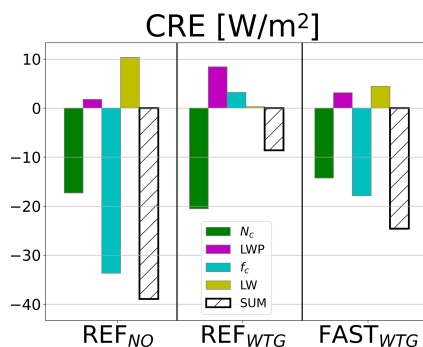 CRE [W/m²]
10
0
−10
−20
−30
−40
N_c
LWP
f_c
LW
SUM
REF_NO REF_WTG FAST_WTG